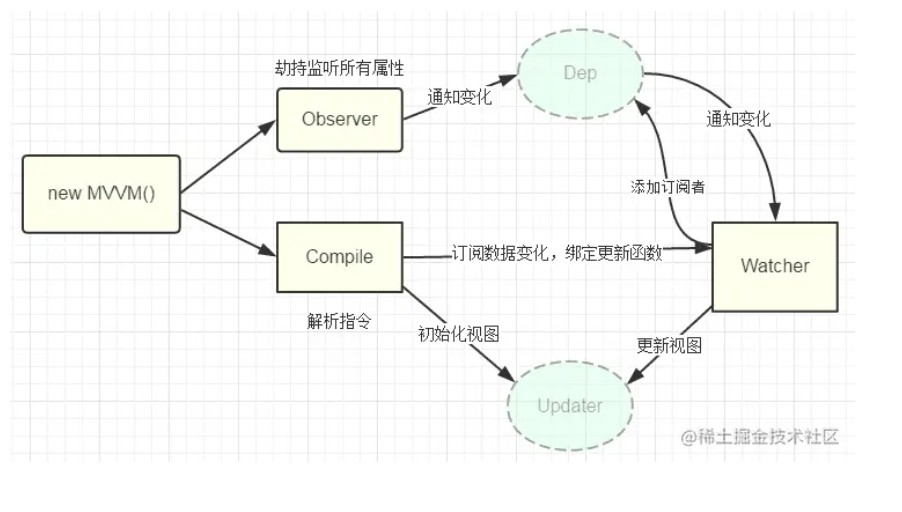 劫持监听所有属性
Dep
Observer
通知变化
通知变化
new MVVM()
添加订阅者
Compile
订阅数据变化，绑定更新函数
Watcher
解析指令
初始化视图
更新视图
Updater
@稀土掘金技术社区